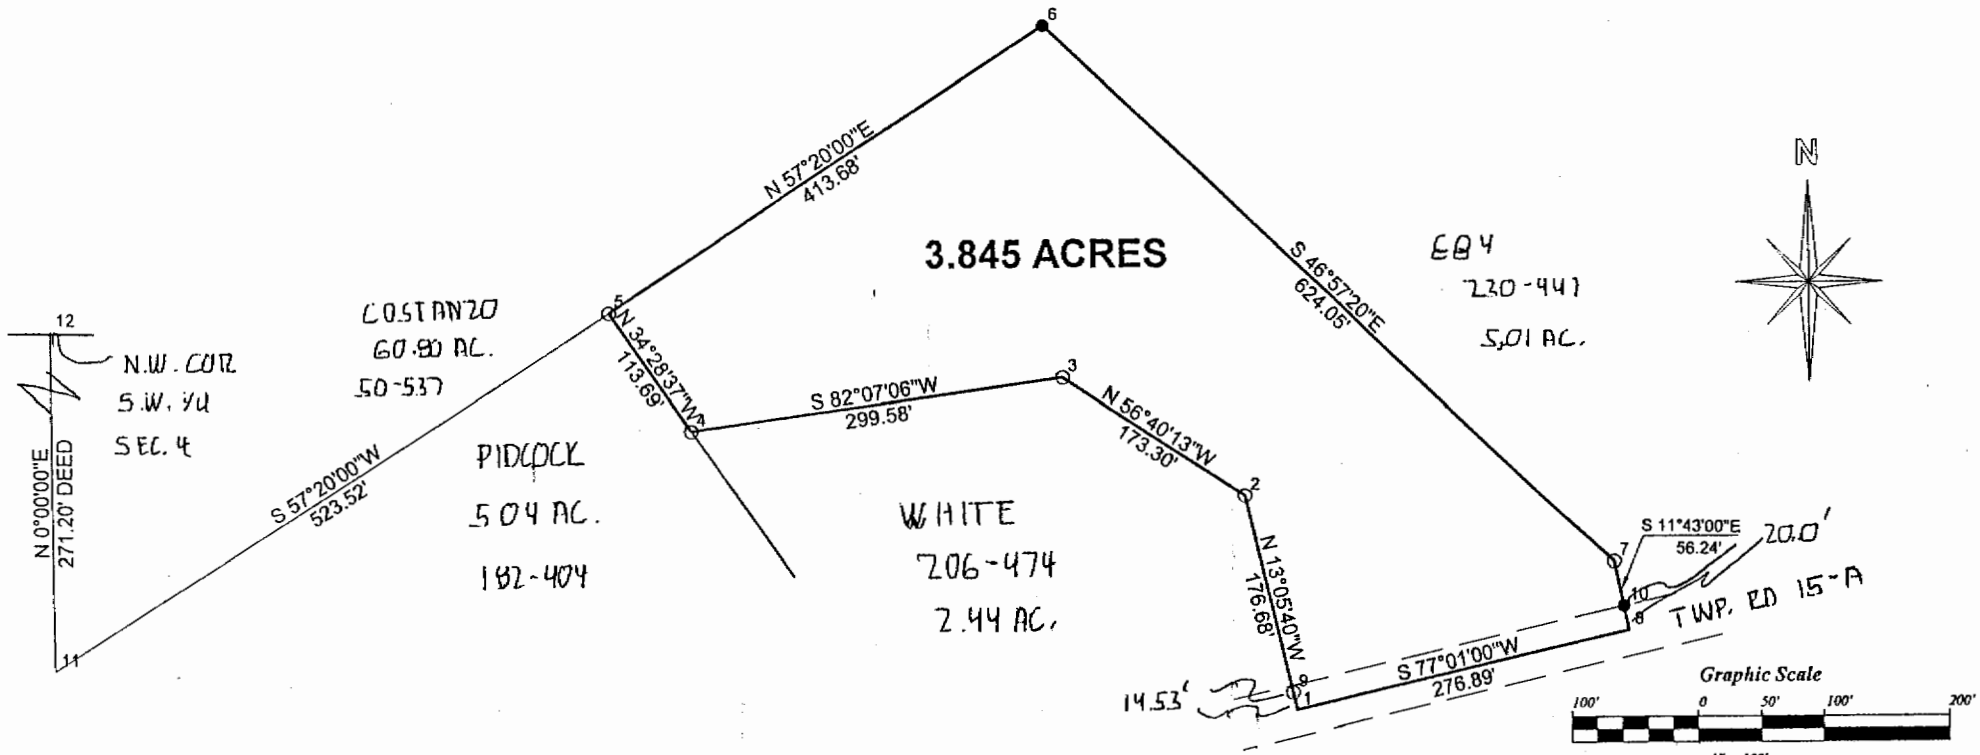 6
N 57°20'00"E
413.68'
3.845 ACRES
S 46°57'20"E
624.05'
N
5
N 34°28'37"W
113.69'
4
S 82°07'06"W
299.58'
3
N 56°40'13"W
173.30'
2
N 13°05'40"W
176.68'
9
1
14.53'
S 77°01'00"W
276.89'
7
S 11°43'00"E
56.24'
10
8
20.0'
TWP. RD 15-A
12
N.W. COR
S.W. 1/4
SEC. 4
N 0°00'00"E
271.20' DEED
11
S 57°20'00"W
523.52'
COSTANZO
60.80 AC.
50-537
PIDCOCK
5.04 AC.
182-404
WHITE
206-474
2.44 AC.
5.01 AC.
Graphic Scale
100' 0 50' 100' 200'